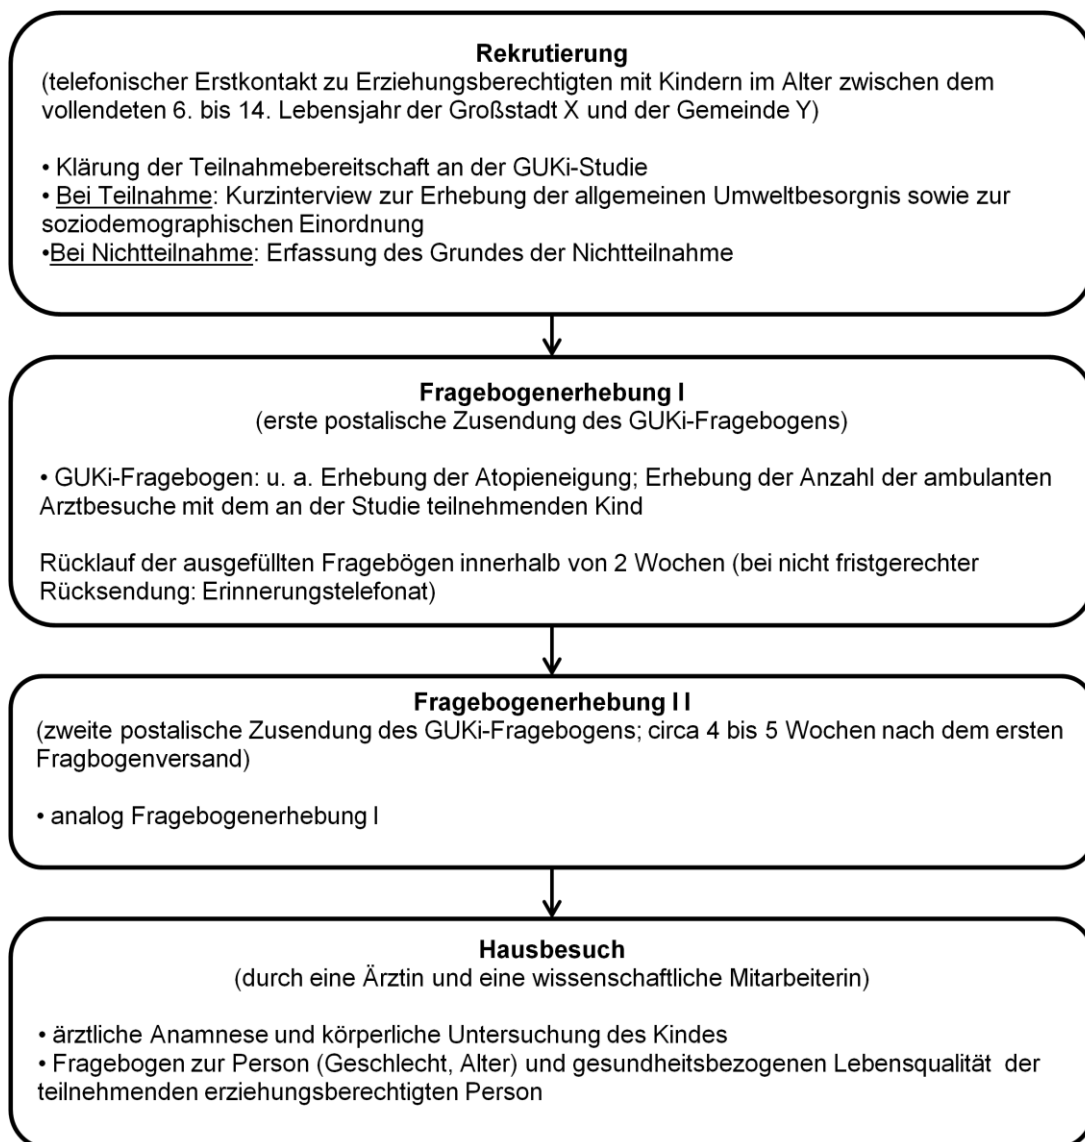 Rekrutierung
(telefonischer Erstkontakt zu Erziehungsberechtigten mit Kindern im Alter zwischen dem
vollendeten 6. bis 14. Lebensjahr der Großstadt X und der Gemeinde Y)
• Klärung der Teilnahmebereitschaft an der GUKi-Studie
• Bei Teilnahme: Kurzinterview zur Erhebung der allgemeinen Umweltbesorgnis sowie zur
soziodemographischen Einordnung
•Bei Nichtteilnahme: Erfassung des Grundes der Nichtteilnahme
Fragebogenerhebung I
(erste postalische Zusendung des GUKi-Fragebogens)
• GUKi-Fragebogen: u. a. Erhebung der Atopieneigung; Erhebung der Anzahl der ambulanten
Arztbesuche mit dem an der Studie teilnehmenden Kind
Rücklauf der ausgefüllten Fragebögen innerhalb von 2 Wochen (bei nicht fristgerechter
Rücksendung: Erinnerungstelefonat)
Fragebogenerhebung I I
(zweite postalische Zusendung des GUKi-Fragebogens; circa 4 bis 5 Wochen nach dem ersten
Fragbogenversand)
• analog Fragebogenerhebung I
Hausbesuch
(durch eine Ärztin und eine wissenschaftliche Mitarbeiterin)
• ärztliche Anamnese und körperliche Untersuchung des Kindes
• Fragebogen zur Person (Geschlecht, Alter) und gesundheitsbezogenen Lebensqualität der
teilnehmenden erziehungsberechtigten Person